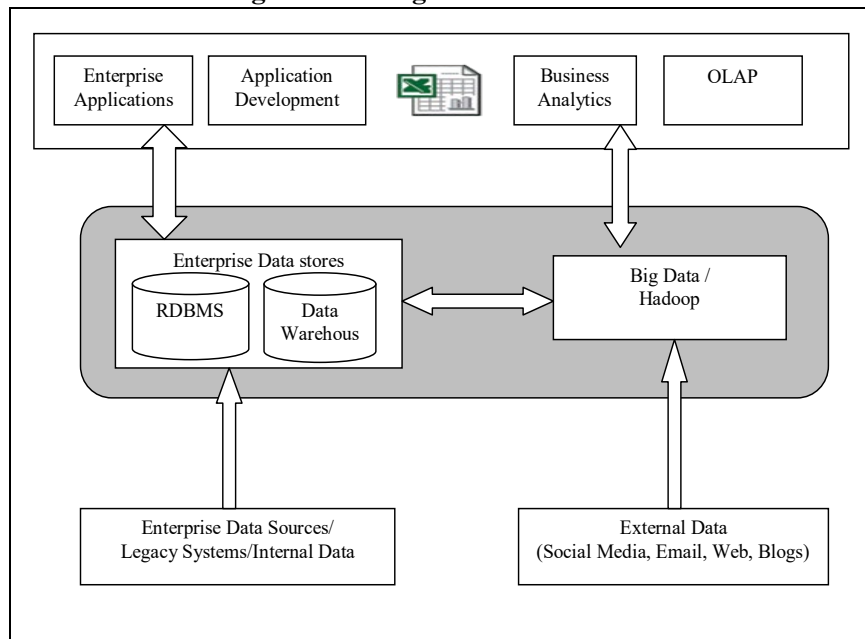 Enterprise
Applications
Application
Development
Business
Analytics
OLAP
Enterprise Data stores
RDBMS
Data
Warehous
Big Data /
Hadoop
Enterprise Data Sources/
Legacy Systems/Internal Data
External Data
(Social Media, Email, Web, Blogs)